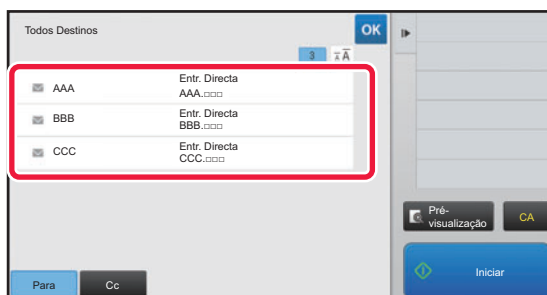 Todos Destinos
OK
3
AAA
Entr. Directa
AAA.□□□
BBB
Entr. Directa
BBB.□□□
CCC
Entr. Directa
CCC.□□□
Pré-
visualização
CA
Para
Cc
Iniciar